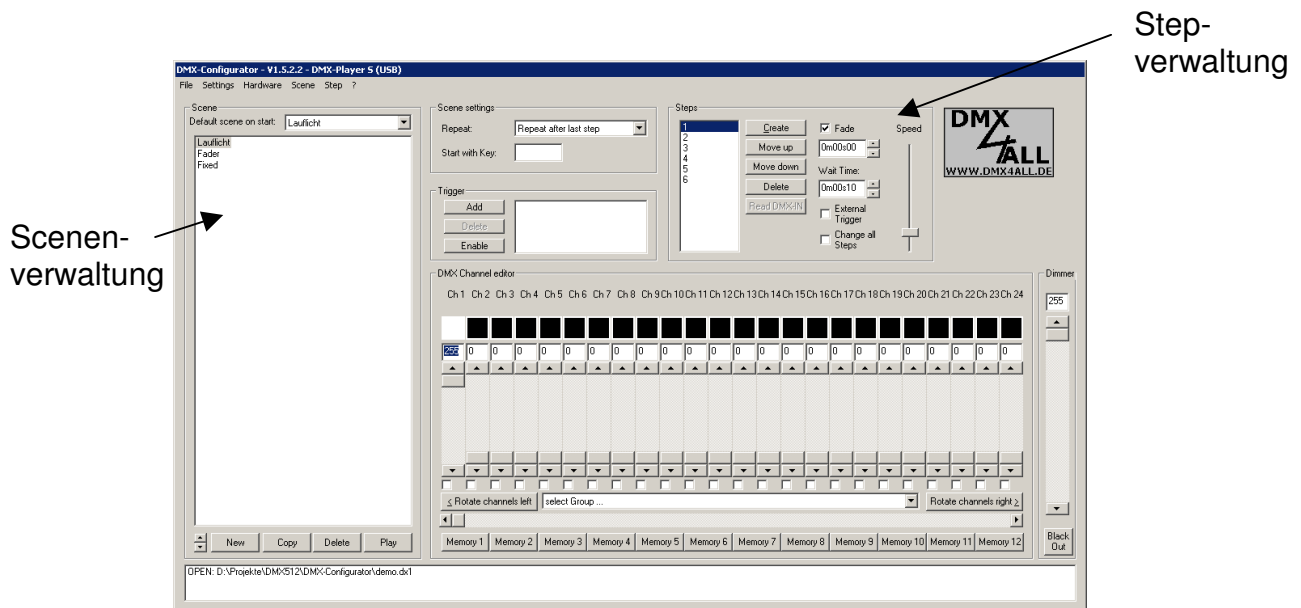 Step-
verwaltung
DMX-Configurator - V1.5.2.2 - DMX-Player S (USB)
File Settings Hardware Scene Step ?
Scene
Default scene on start: Lauflicht
Lauflicht
Fader
Fixed
Scenen-
verwaltung
New Copy Delete Play
Scene settings
Repeat: Repeat after last step
Start with Key:
Trigger
Add
Delete
Enable
Steps
1
2
3
4
5
6
Create
Move up
Move down
Delete
Read DMX-IN
Fade
0m00s00
Wait Time:
0m00s10
External
Trigger
Change all
Steps
Speed
DMX
4
ALL
WWW.DMX4ALL.DE
DMX Channel editor
Ch 1 Ch 2 Ch 3 Ch 4 Ch 5 Ch 6 Ch 7 Ch 8 Ch 9 Ch 10 Ch 11 Ch 12 Ch 13 Ch 14 Ch 15 Ch 16 Ch 17 Ch 18 Ch 19 Ch 20 Ch 21 Ch 22 Ch 23 Ch 24
255 0 0 0 0 0 0 0 0 0 0 0 0 0 0 0 0 0 0 0 0 0 0 0
< Rotate channels left select Group ... Rotate channels right >
Memory 1 Memory 2 Memory 3 Memory 4 Memory 5 Memory 6 Memory 7 Memory 8 Memory 9 Memory 10 Memory 11 Memory 12
Dimmer
255
Black
Out
OPEN: D:\Projekte\DMX512\DMX-Configurator\demo.dx1